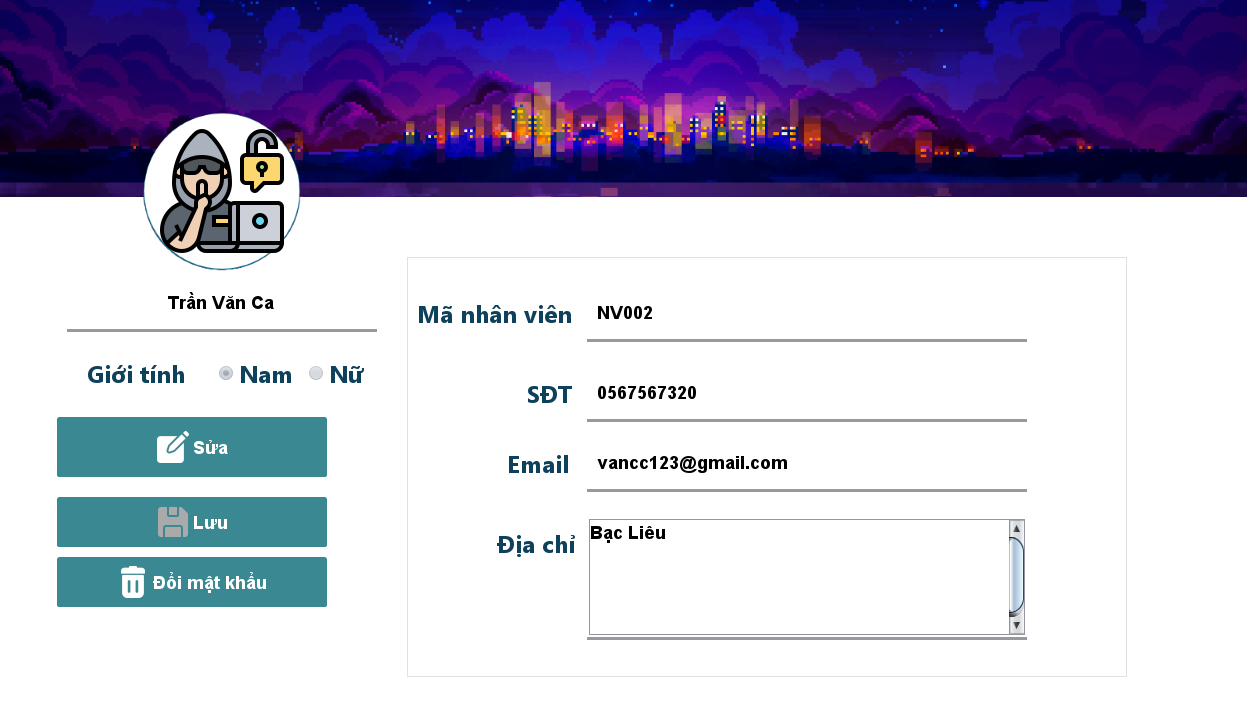 Trần Văn Ca
Giới tính Nam Nữ
Sửa
Lưu
Đổi mật khẩu
Mã nhân viên NV002
SĐT 0567567320
Email vancc123@gmail.com
Địa chỉ Bạc Liêu